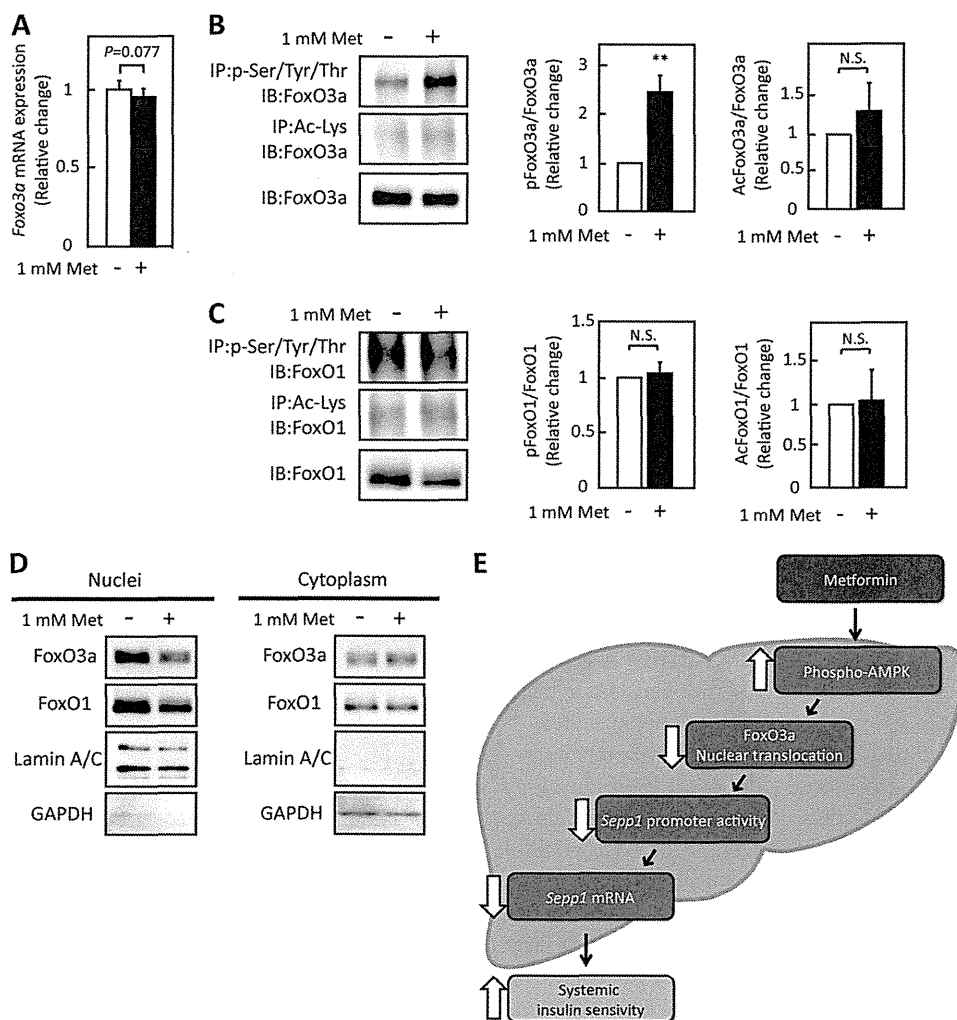 A
P=0.077
Foxo3a mRNA expression
(Relative change)
1
0.5
0
1 mM Met - +
B
1 mM Met - +
IP:p-Ser/Tyr/Thr
IB:FoxO3a
IP:Ac-Lys
IB:FoxO3a
IB:FoxO3a
pFoxO3a/FoxO3a
(Relative change)
3
2
1
0
**
1 mM Met - +
AcFoxO3a/FoxO3a
(Relative change)
1.5
1
0.5
0
N.S.
1 mM Met - +
C
1 mM Met - +
IP:p-Ser/Tyr/Thr
IB:FoxO1
IP:Ac-Lys
IB:FoxO1
IB:FoxO1
pFoxO1/FoxO1
(Relative change)
1.5
1
0.5
0
N.S.
1 mM Met - +
AcFoxO1/FoxO1
(Relative change)
1.5
1
0.5
0
N.S.
1 mM Met - +
D
Nuclei
1 mM Met - +
FoxO3a
FoxO1
Lamin A/C
GAPDH
Cytoplasm
1 mM Met - +
FoxO3a
FoxO1
Lamin A/C
GAPDH
E
Metformin
Phospho-AMPK
FoxO3a
Nuclear translocation
Sepp1 promoter activity
Sepp1 mRNA
Systemic
insulin sensivity